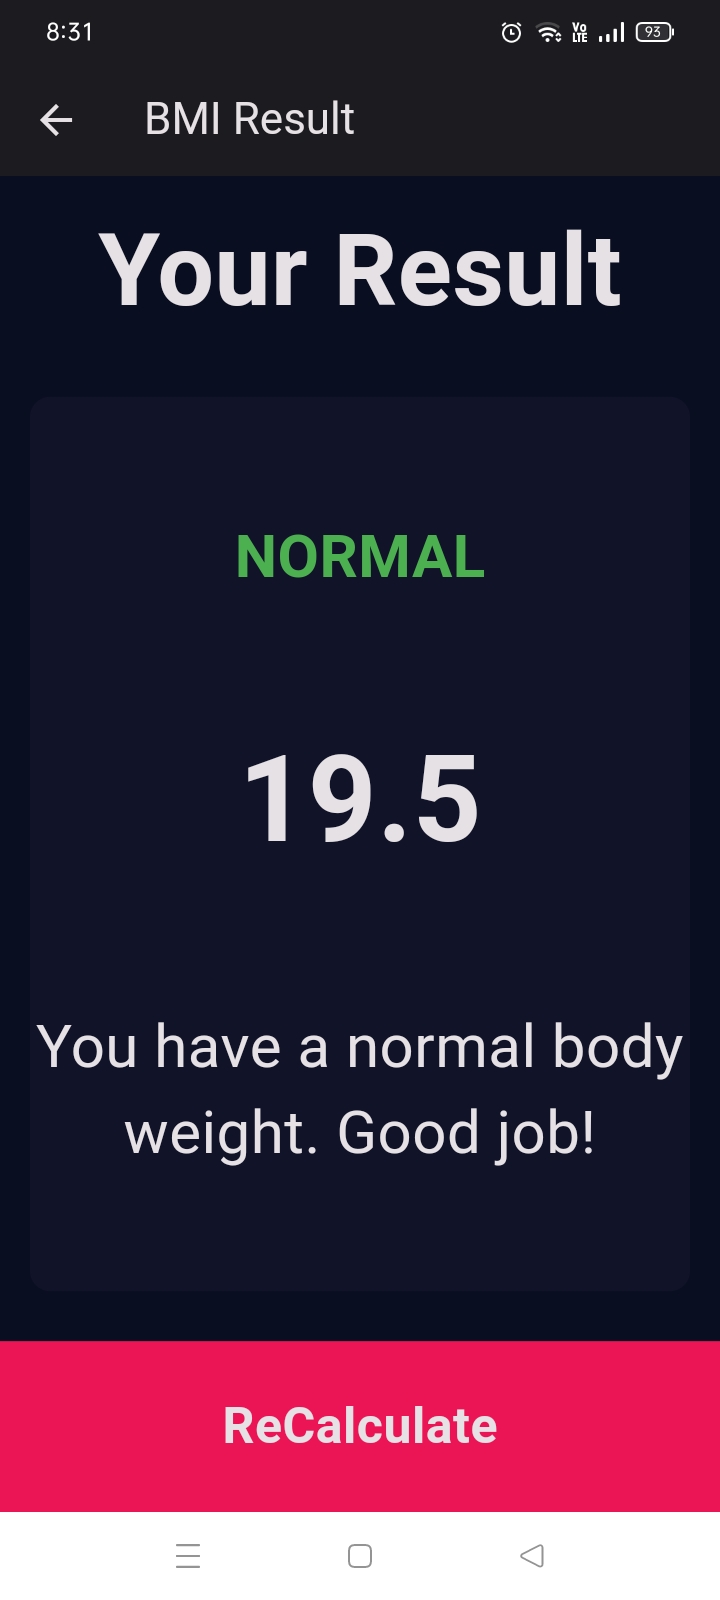 8:31
Vo
LTE
93
BMI Result
Your Result
NORMAL
19.5
You have a normal body
weight. Good job!
ReCalculate